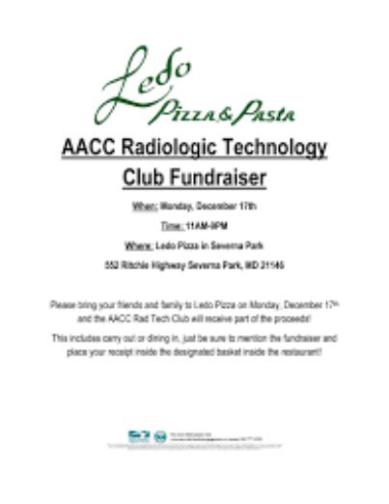 Ledo
Pizza & Pasta
AACC Radiologic Technology
Club Fundraiser
When: Monday, December 17th
Time: 11AM-9PM
Where: Ledo Pizza in Severna Park
552 Ritchie Highway Severna Park, MD 21146
Please bring your friends and family to Ledo Pizza on Monday, December 17th
and the AACC Rad Tech Club will receive part of the proceeds!
This includes carry out or dining in, just be sure to mention the fundraiser and
place your receipt inside the designated basket inside the restaurant!